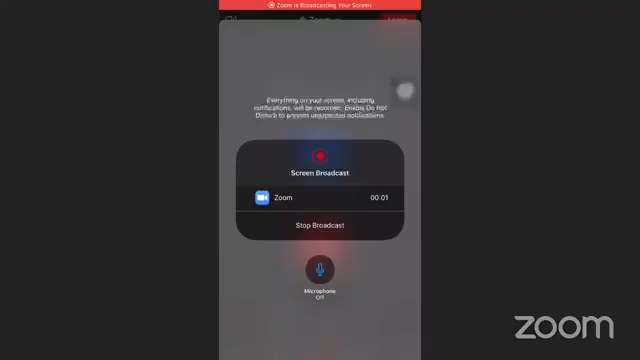 Zoom is Broadcasting Your Screen
Everything on your screen, including
notifications, will be recorded. Enable Do Not
Disturb to prevent unexpected notifications.
Screen Broadcast
Zoom 00:01
Stop Broadcast
Microphone
Off
zoom